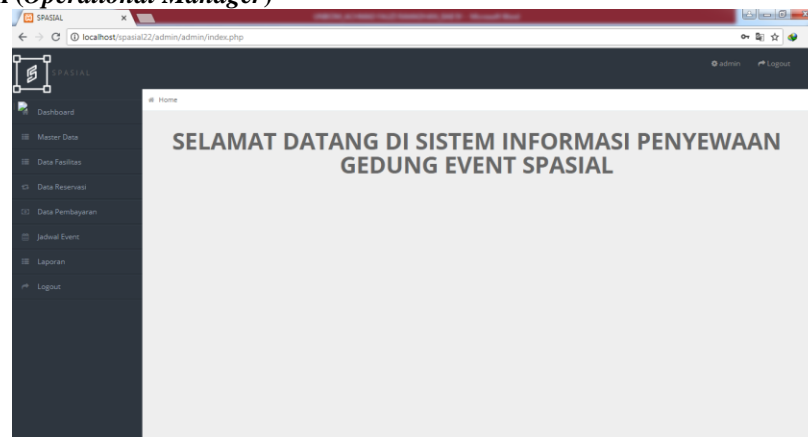 (Operational Manager)
SPASIAL
localhost/spasial22/admin/admin/index.php
SPASIAL
admin Logout
Home
Dashboard
Master Data
Data Fasilitas
Data Reservasi
Data Pembayaran
Jadwal Event
Laporan
Logout
SELAMAT DATANG DI SISTEM INFORMASI PENYEWAAN
GEDUNG EVENT SPASIAL